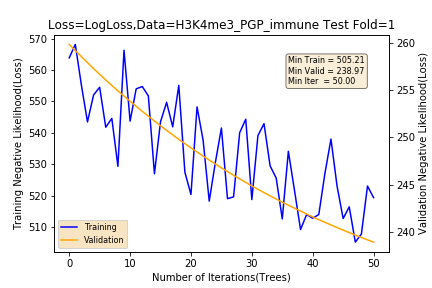 Loss=LogLoss,Data=H3K4me3_PGP_immune Test Fold=1
Training Negative Likelihood(Loss)
570
560
550
540
530
520
510
Min Train = 505.21
Min Valid = 238.97
Min Iter  = 50.00
Training
Validation
260
255
250
245
240
Validation Negative Likelihood(Loss)
0
10
20
30
40
50
Number of Iterations(Trees)